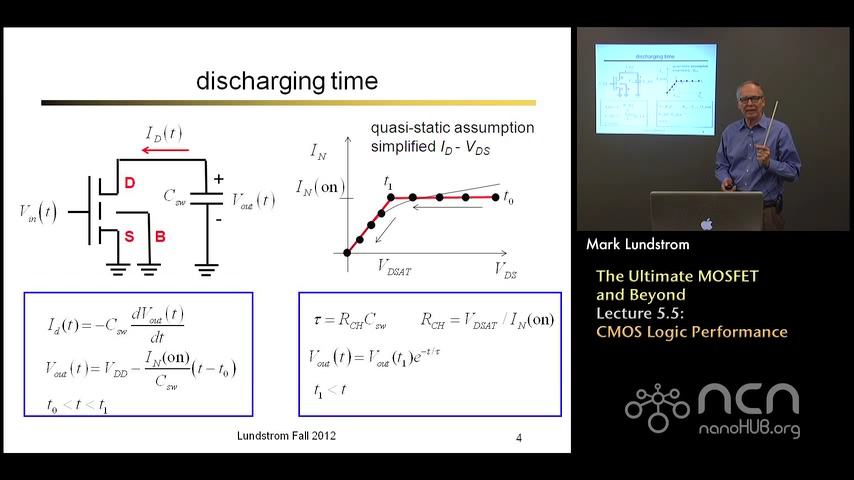 discharging time
I_D(t)
D
S
B
V_in(t)
C_sw
+
-
V_out(t)
quasi-static assumption
simplified I_D - V_DS
I_N
I_N(on)
t_1
t_0
V_DSAT
V_DS
I_d(t) = -C_sw dV_out(t)/dt
V_out(t) = V_DD - I_N(on)/C_sw (t - t_0)
t_0 < t < t_1
τ = R_CH C_sw R_CH = V_DSAT / I_N(on)
V_out(t) = V_out(t_1)e^{-t/τ}
t_1 < t
Lundstrom Fall 2012
4
discharging time
Mark Lundstrom
The Ultimate MOSFET
and Beyond
Lecture 5.5:
CMOS Logic Performance
ncn
nanoHUB.org